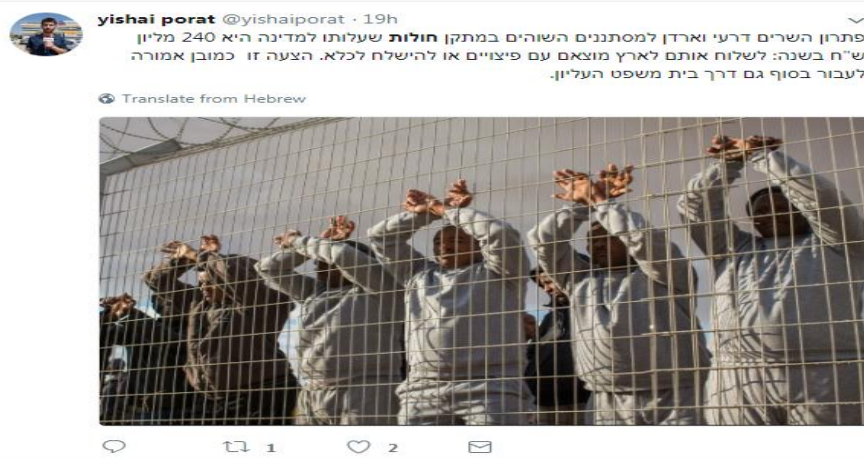 yishai porat @yishaiporat · 19h
פתרון השרים דרעי וארדן למסתננים השוהים במתקן חולות שעלותו למדינה היא 240 מליון
ש"ח בשנה: לשלוח אותם לארץ מוצאם עם פיצויים או להישלח לכלא. הצעה זו כמובן אמורה
לעבור בסוף גם דרך בית משפט העליון.
Translate from Hebrew
1 2